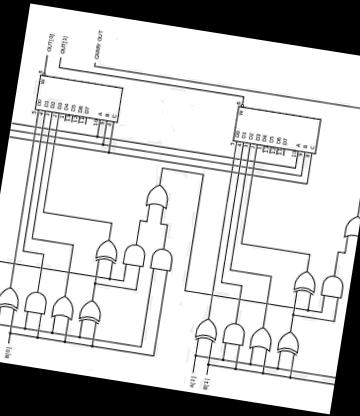 OUT[0]
OUT[1]
CARRY OUT
W
D0
D1
D2
D3
D4
D5
D6
D7
A
B
C
W
D0
D1
D2
D3
D4
D5
D6
D7
A
B
C
B[0]
A[1]
B[1]